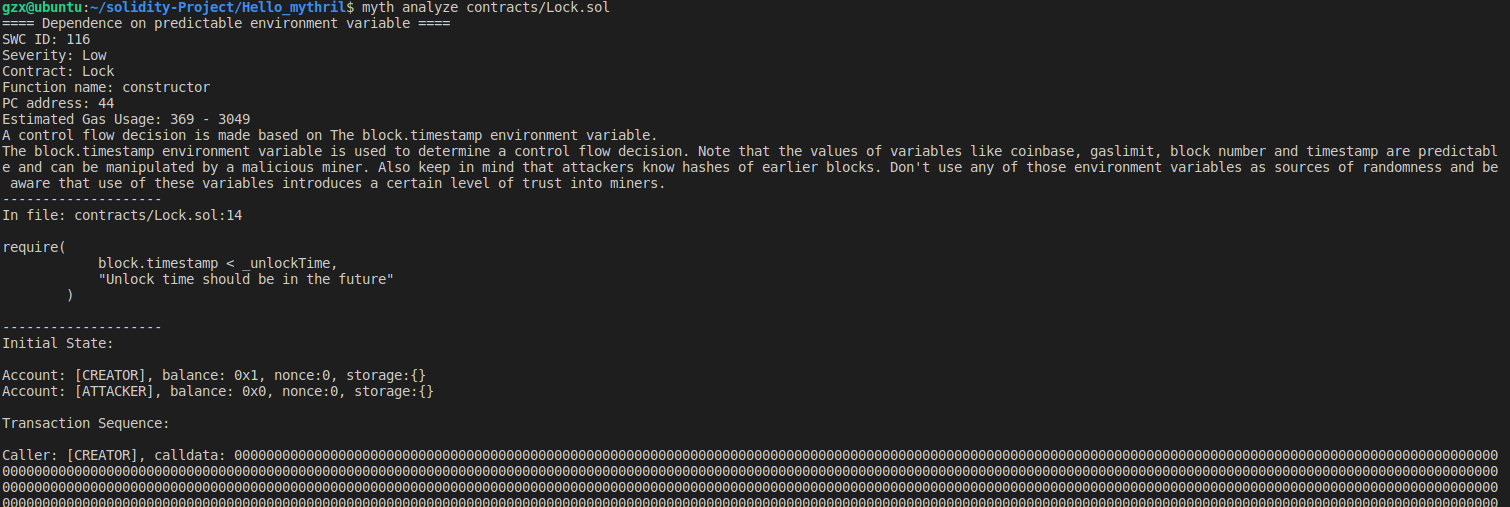 gzx@ubuntu:~/solidity-Project/Hello_mythril$ myth analyze contracts/Lock.sol
==== Dependence on predictable environment variable ====
SWC ID: 116
Severity: Low
Contract: Lock
Function name: constructor
PC address: 44
Estimated Gas Usage: 369 - 3049
A control flow decision is made based on The block.timestamp environment variable.
The block.timestamp environment variable is used to determine a control flow decision. Note that the values of variables like coinbase, gaslimit, block number and timestamp are predictabl
e and can be manipulated by a malicious miner. Also keep in mind that attackers know hashes of earlier blocks. Don't use any of those environment variables as sources of randomness and be
 aware that use of these variables introduces a certain level of trust into miners.
--------------------
In file: contracts/Lock.sol:14

require(
            block.timestamp < _unlockTime,
            "Unlock time should be in the future"
        )

--------------------
Initial State:

Account: [CREATOR], balance: 0x1, nonce:0, storage:{}
Account: [ATTACKER], balance: 0x0, nonce:0, storage:{}

Transaction Sequence:

Caller: [CREATOR], calldata: 00000000000000000000000000000000000000000000000000000000000000000000000000000000000000000000000000000000000000000000000000000000000000000000000000000000000000
0000000000000000000000000000000000000000000000000000000000000000000000000000000000000000000000000000000000000000000000000000000000000000000000000000000000000000000000000000000000000000000
0000000000000000000000000000000000000000000000000000000000000000000000000000000000000000000000000000000000000000000000000000000000000000000000000000000000000000000000000000000000000000000
0000000000000000000000000000000000000000000000000000000000000000000000000000000000000000000000000000000000000000000000000000000000000000000000000000000000000000000000000000000000000000000